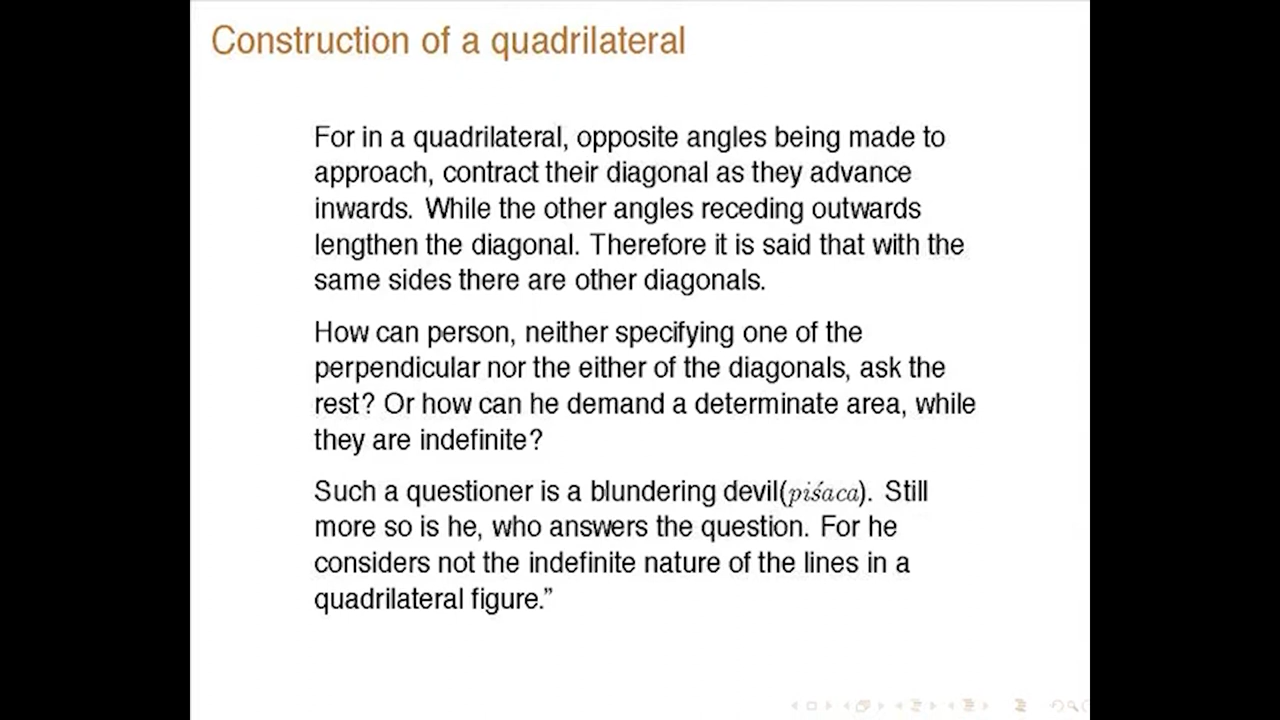 Construction of a quadrilateral
For in a quadrilateral, opposite angles being made to
approach, contract their diagonal as they advance
inwards. While the other angles receding outwards
lengthen the diagonal. Therefore it is said that with the
same sides there are other diagonals.
How can person, neither specifying one of the
perpendicular nor the either of the diagonals, ask the
rest? Or how can he demand a determinate area, while
they are indefinite?
Such a questioner is a blundering devil(piśaca). Still
more so is he, who answers the question. For he
considers not the indefinite nature of the lines in a
quadrilateral figure.”